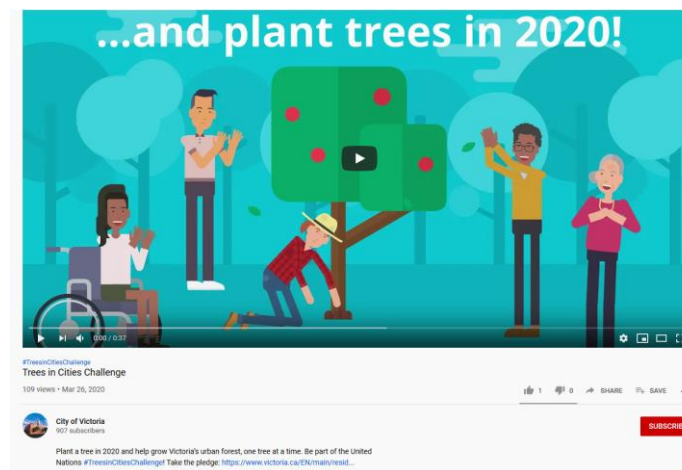 ...and plant trees in 2020!
0:00 / 0:37
#TreesinCitiesChallenge
Trees in Cities Challenge
109 views • Mar 26, 2020
1
0
SHARE
SAVE
City of Victoria
907 subscribers
SUBSCRIBE
Plant a tree in 2020 and help grow Victoria's urban forest, one tree at a time. Be part of the United
Nations #TreesinCitiesChallenge! Take the pledge: https://www.victoria.ca/EN/main/resid...